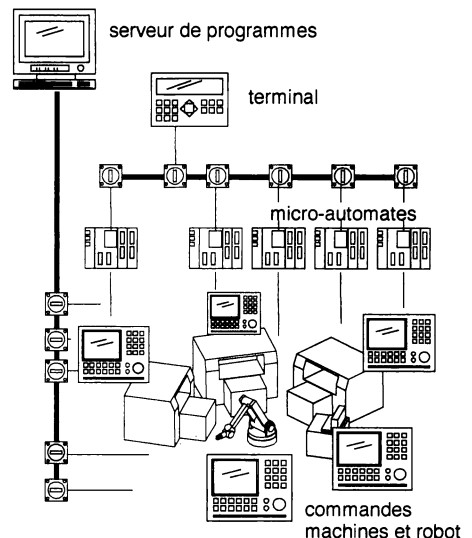 serveur de programmes
terminal
micro-automates
commandes
machines et robot